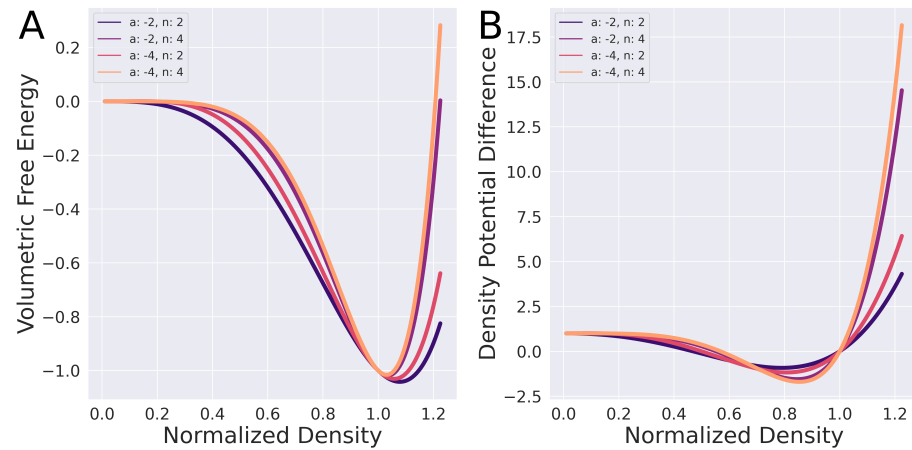 A
a: -2, n: 2
a: -2, n: 4
a: -4, n: 2
a: -4, n: 4
Volumetric Free Energy
0.2
0.0
−0.2
−0.4
−0.6
−0.8
−1.0
0.0 0.2 0.4 0.6 0.8 1.0 1.2
Normalized Density
B
a: -2, n: 2
a: -2, n: 4
a: -4, n: 2
a: -4, n: 4
Density Potential Difference
17.5
15.0
12.5
10.0
7.5
5.0
2.5
0.0
−2.5
0.0 0.2 0.4 0.6 0.8 1.0 1.2
Normalized Density